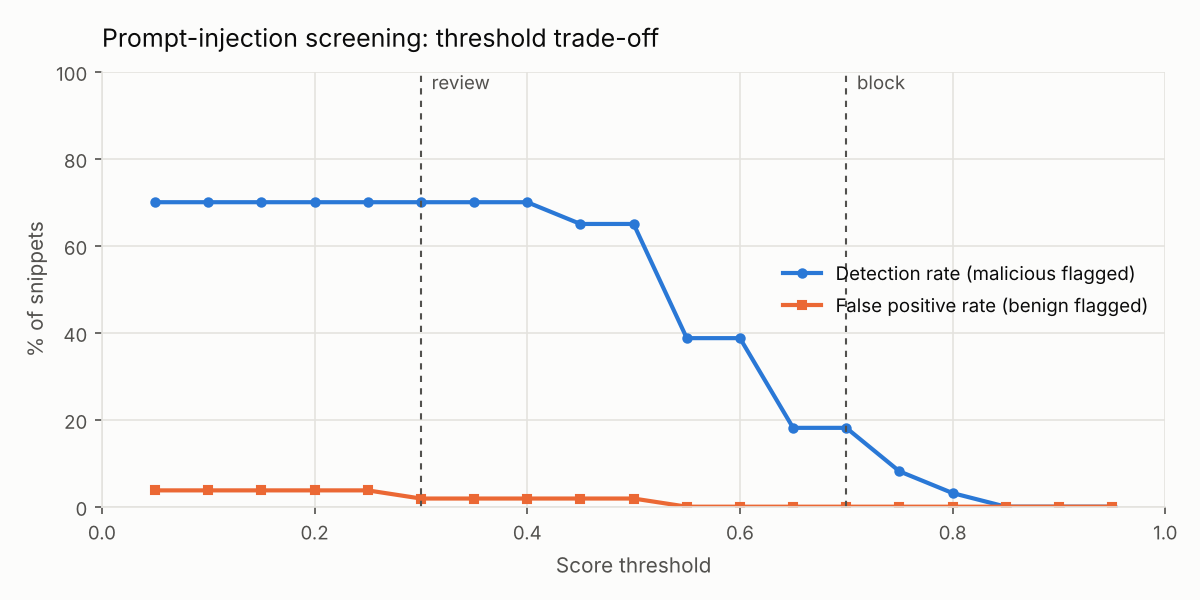 Prompt-injection screening: threshold trade-off
100
80
60
40
20
0
% of snippets
review
block
Detection rate (malicious flagged)
False positive rate (benign flagged)
0.0 0.2 0.4 0.6 0.8 1.0
Score threshold